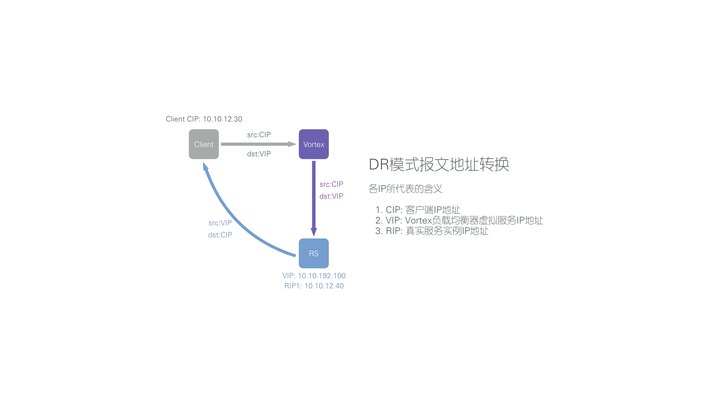 Client CIP: 10.10.12.30
Client
src:CIP
dst:VIP
Vortex
src:CIP
dst:VIP
src:VIP
dst:CIP
RS
VIP: 10.10.192.100
RIP1: 10.10.12.40
DR模式报文地址转换
各IP所代表的含义
1. CIP: 客户端IP地址
2. VIP: Vortex负载均衡器虚拟服务IP地址
3. RIP: 真实服务实例IP地址